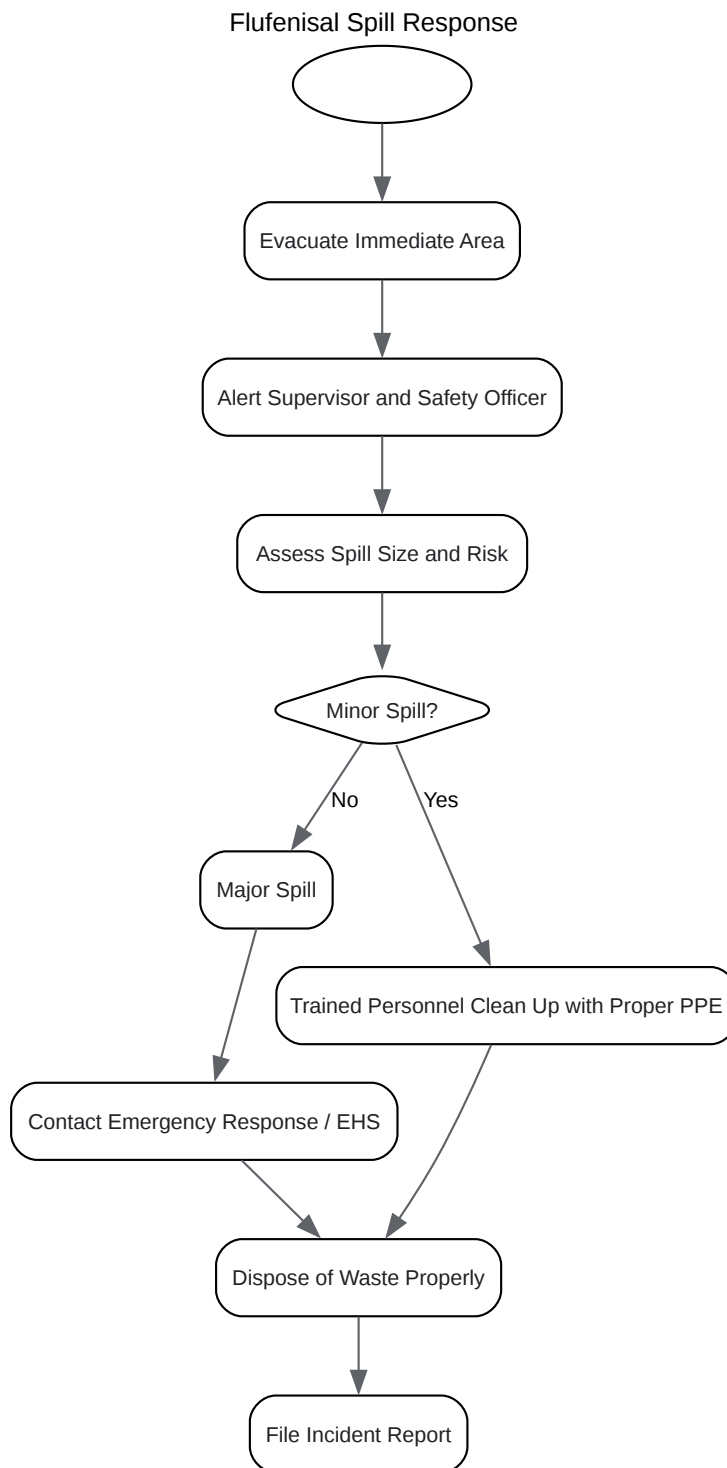 Flufenisal Spill Response
Evacuate Immediate Area
Alert Supervisor and Safety Officer
Assess Spill Size and Risk
Minor Spill?
No
Yes
Major Spill
Trained Personnel Clean Up with Proper PPE
Contact Emergency Response / EHS
Dispose of Waste Properly
File Incident Report